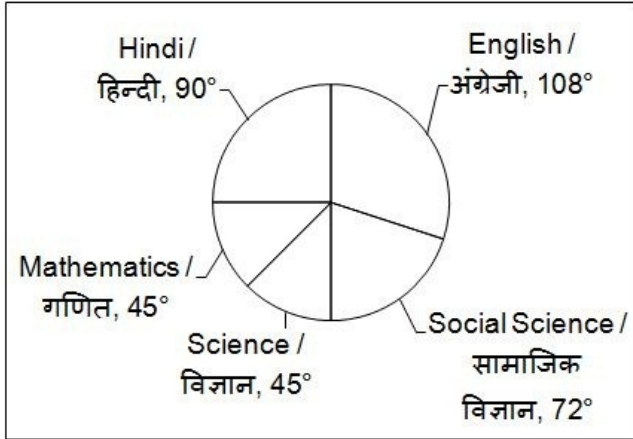 Hindi /
हिन्दी, 90°
English /
अंग्रेजी, 108°
Mathematics /
गणित, 45°
Science /
विज्ञान, 45°
Social Science /
सामाजिक
विज्ञान, 72°